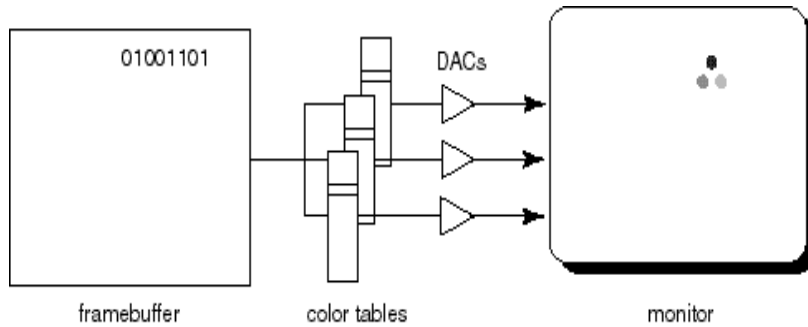 01001101
DACs
framebuffer
color tables
monitor